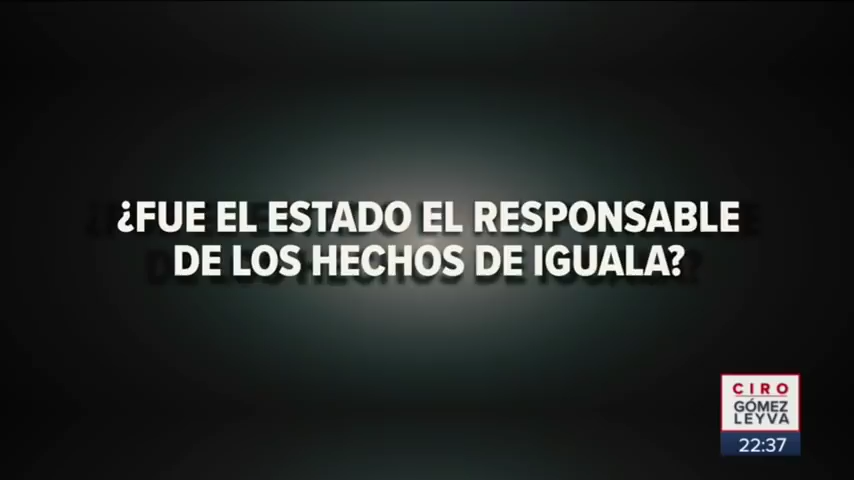 ¿FUE EL ESTADO EL RESPONSABLE
DE LOS HECHOS DE IGUALA?
CIRO
GÓMEZ
LEYVA
22:37